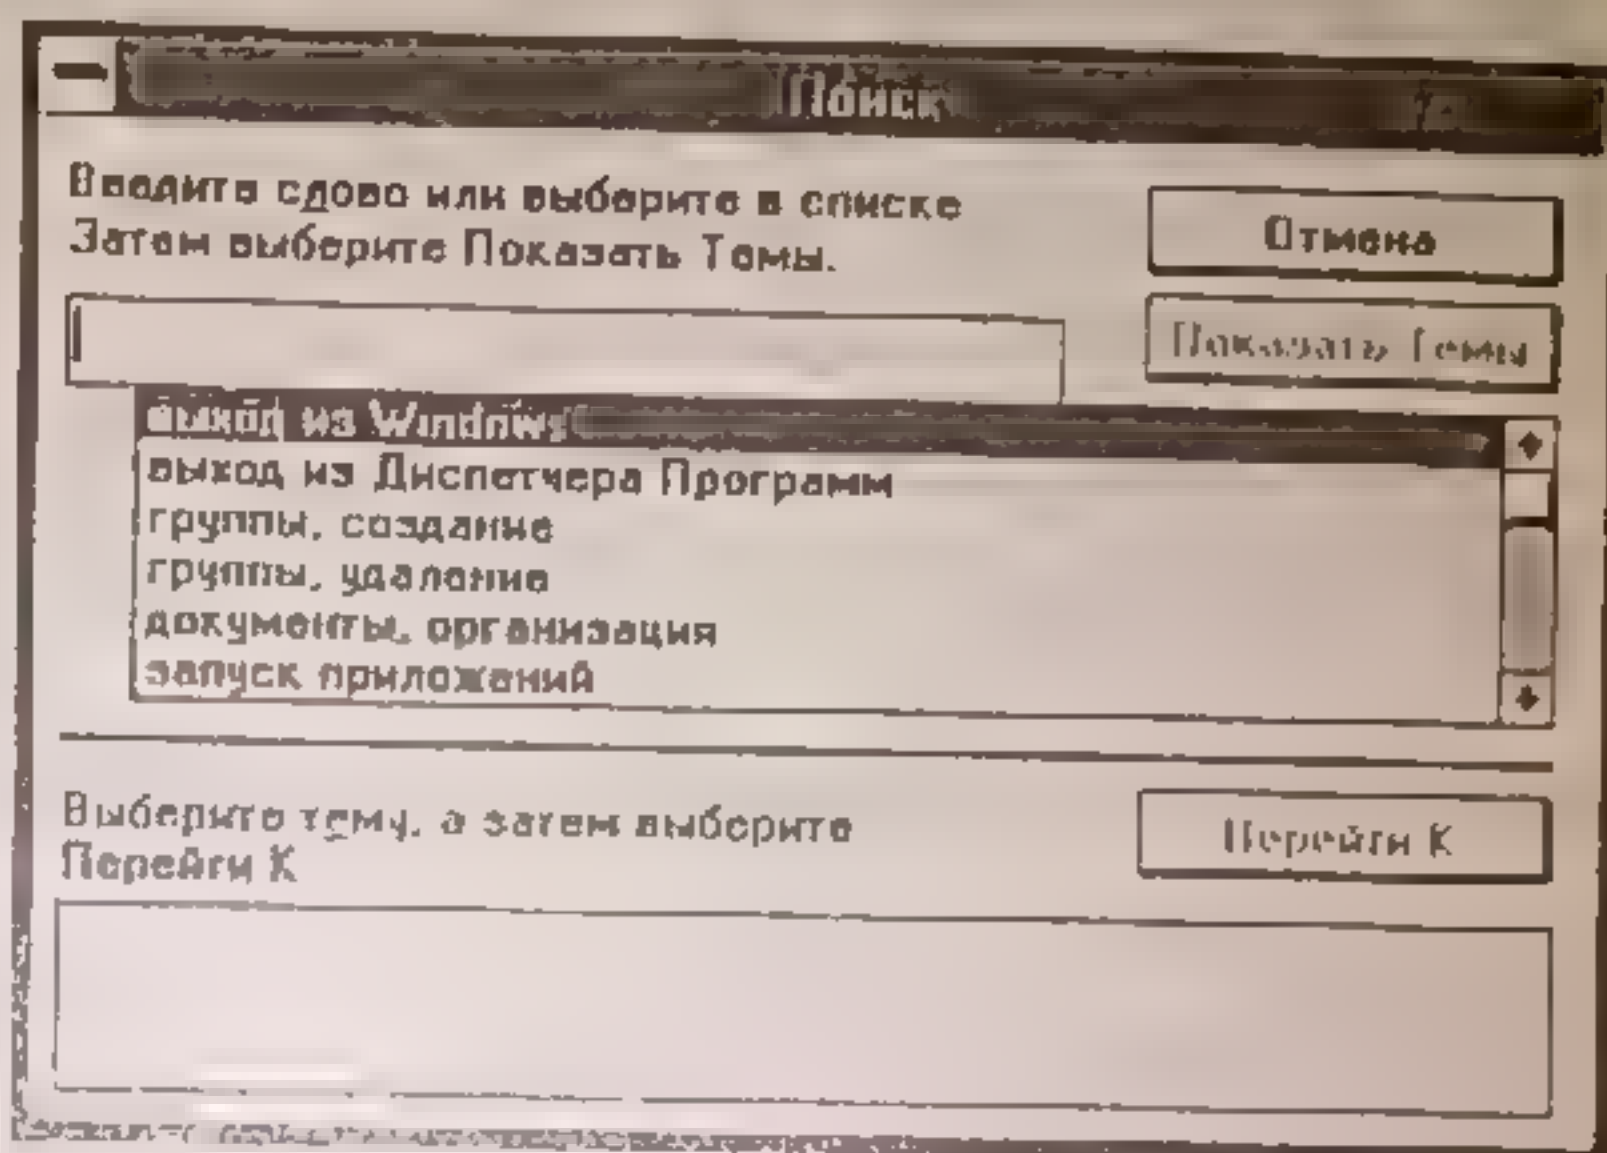 Поиск
Введите слово или выберите в списке
Затем выберите Показать Темы.
Отмена
Показать Темы
выход из Windows
выход из Диспетчера Программ
группы, создание
группы, удаление
документы, организация
запуск приложений
Выберите тему, а затем выберите
Перейти К
Перейти К